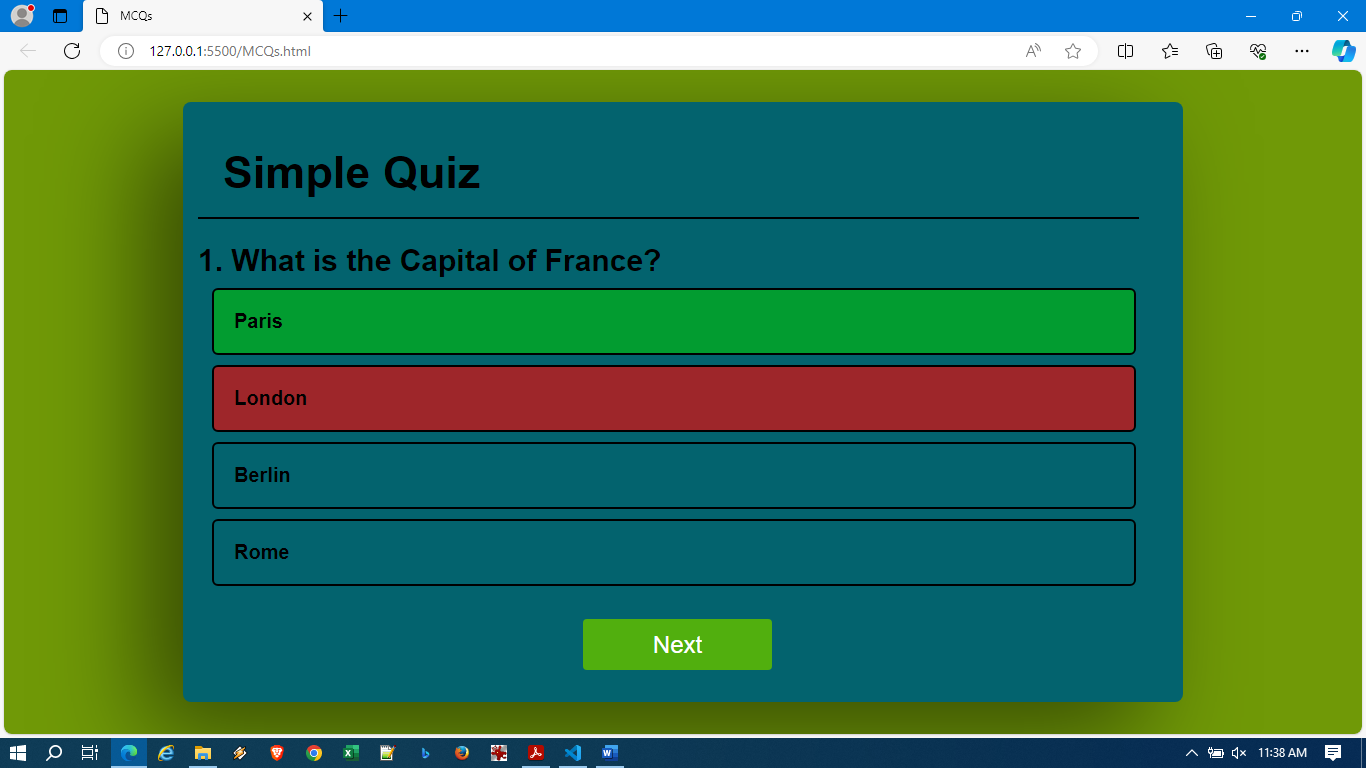 MCQs
127.0.0.1:5500/MCQs.html
Simple Quiz
1. What is the Capital of France?
Paris
London
Berlin
Rome
Next
11:38 AM